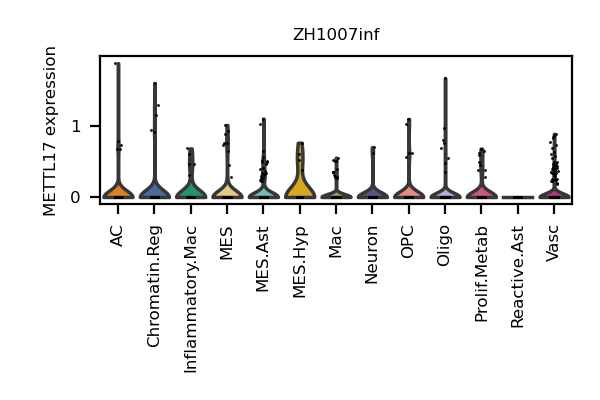 ZH1007inf
METTL17 expression
1
0
AC
Chromatin.Reg
Inflammatory.Mac
MES
MES.Ast
MES.Hyp
Mac
Neuron
OPC
Oligo
Prolif.Metab
Reactive.Ast
Vasc